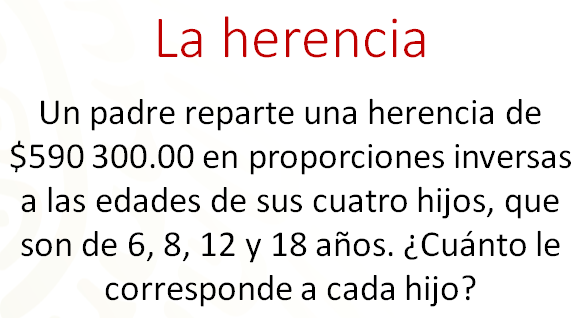 La herencia
Un padre reparte una herencia de
$590 300.00 en proporciones inversas
a las edades de sus cuatro hijos, que
son de 6, 8, 12 y 18 años. ¿Cuánto le
corresponde a cada hijo?